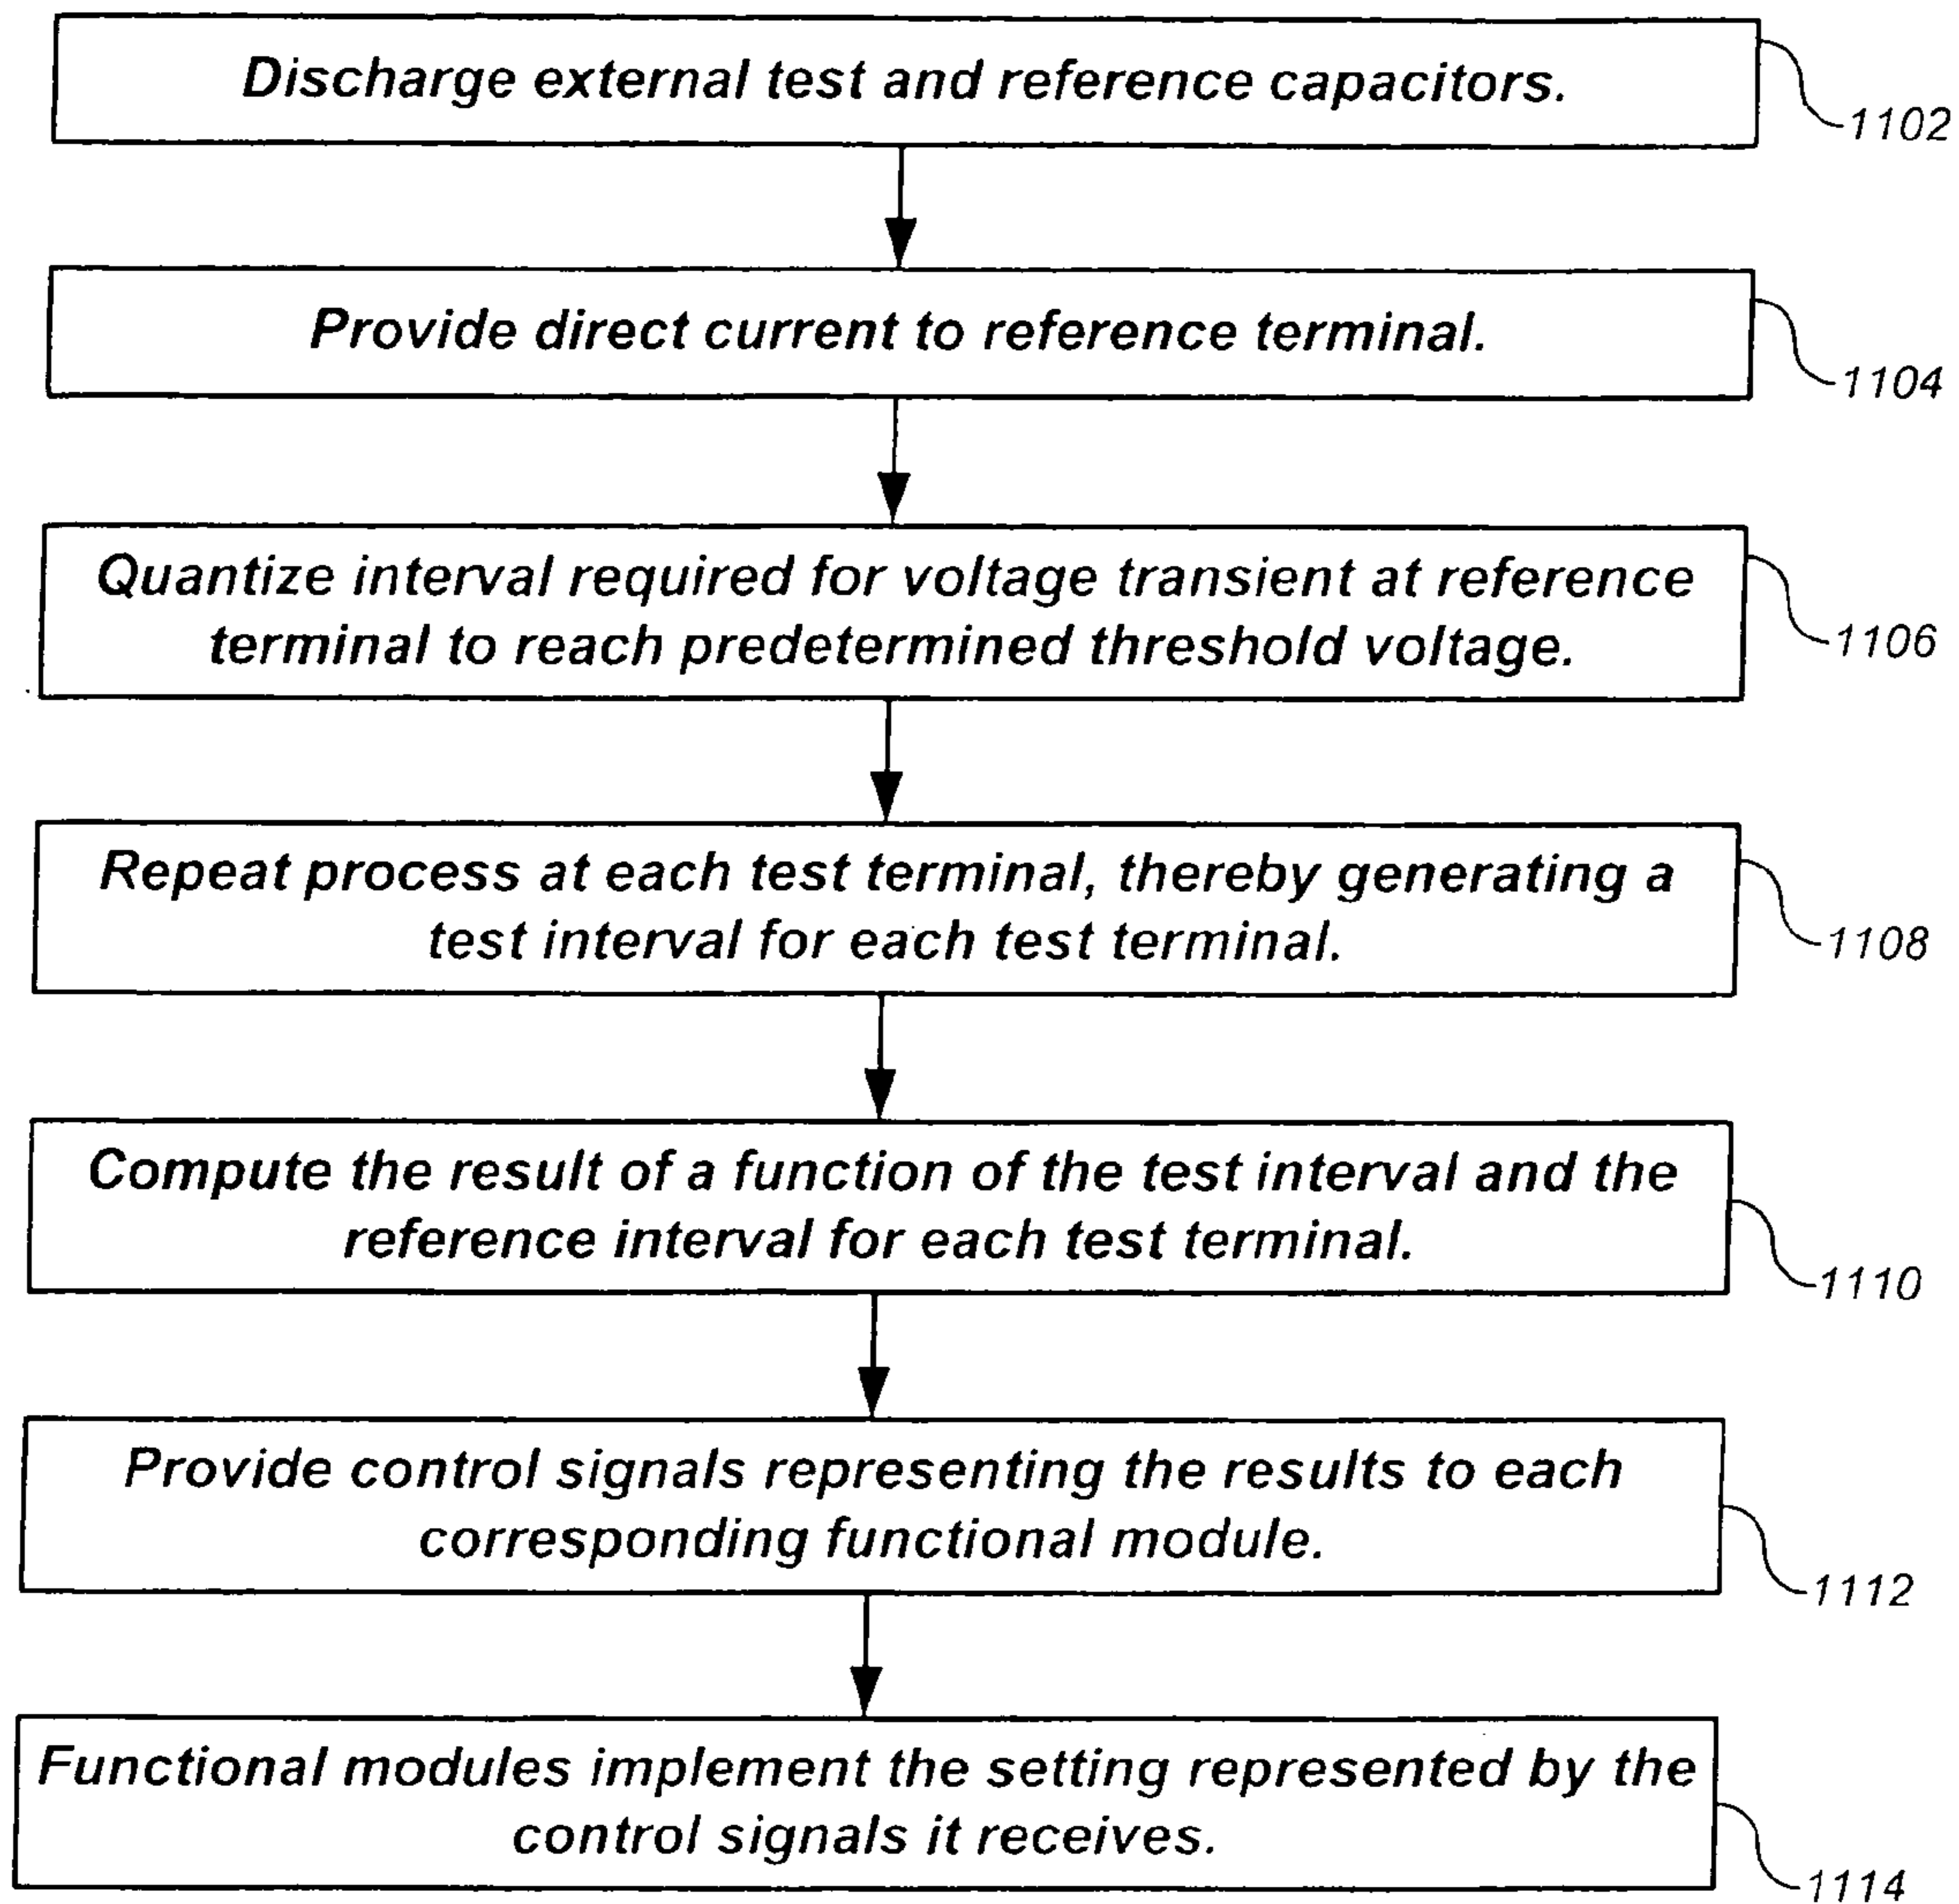 Discharge external test and reference capacitors.
1102
Provide direct current to reference terminal.
1104
Quantize interval required for voltage transient at reference
terminal to reach predetermined threshold voltage.
1106
Repeat process at each test terminal, thereby generating a
test interval for each test terminal.
1108
Compute the result of a function of the test interval and the
reference interval for each test terminal.
1110
Provide control signals representing the results to each
corresponding functional module.
1112
Functional modules implement the setting represented by the
control signals it receives.
1114